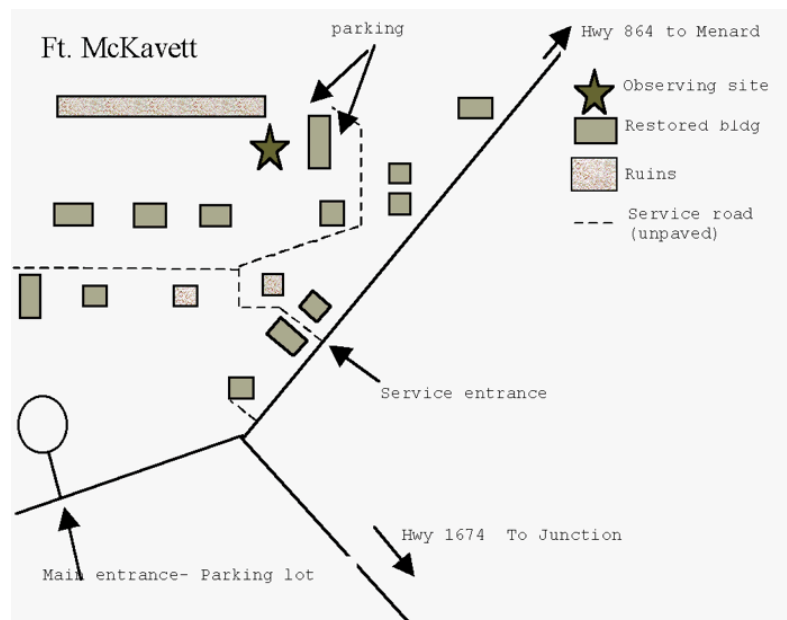 Ft. McKavett
parking
Hwy 864 to Menard
Observing site
Restored bldg
Ruins
Service road
(unpaved)
Service entrance
Hwy 1674  To Junction
Main entrance- Parking lot